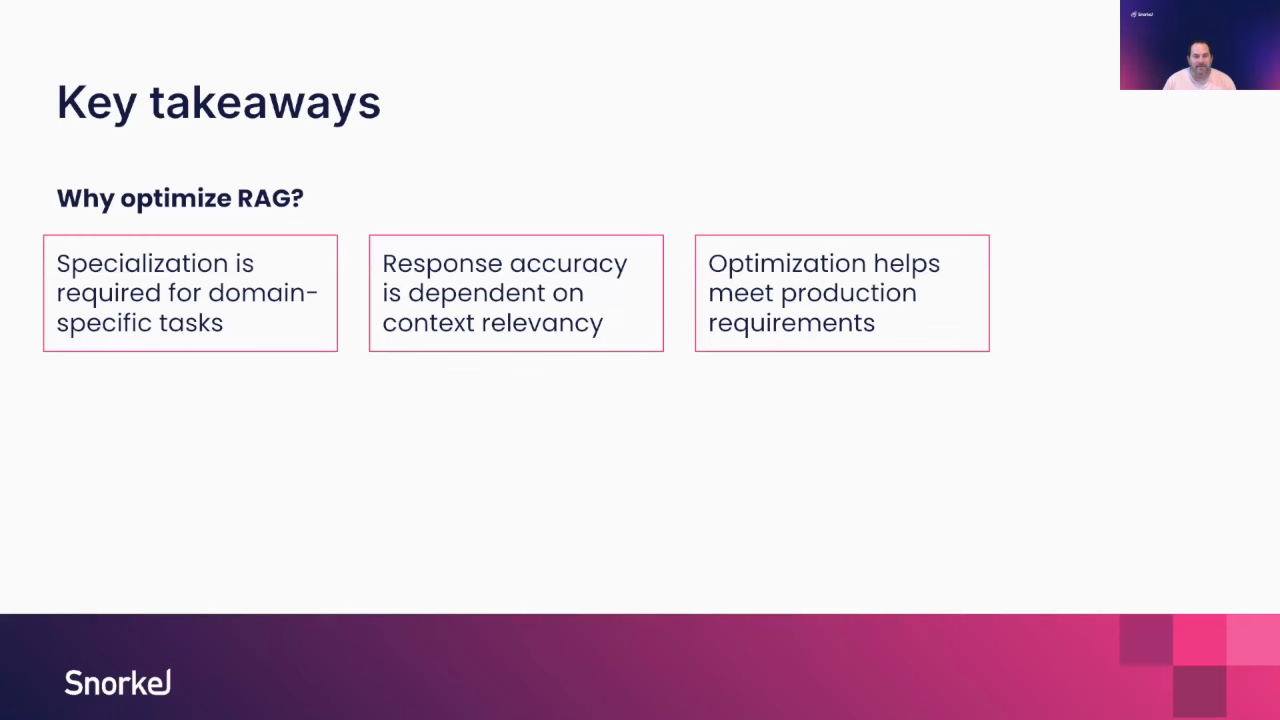 Snorkel
Key takeaways
Why optimize RAG?
Specialization is
required for domain-
specific tasks
Response accuracy
is dependent on
context relevancy
Optimization helps
meet production
requirements
Snorkel